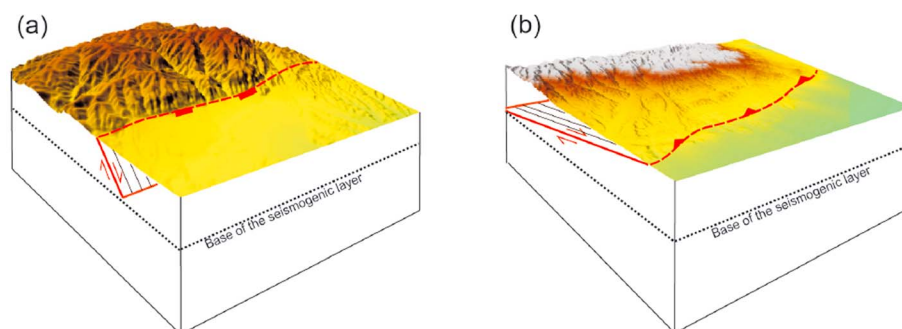 (a)
(b)
Base of the seismogenic layer
Base of the seismogenic layer